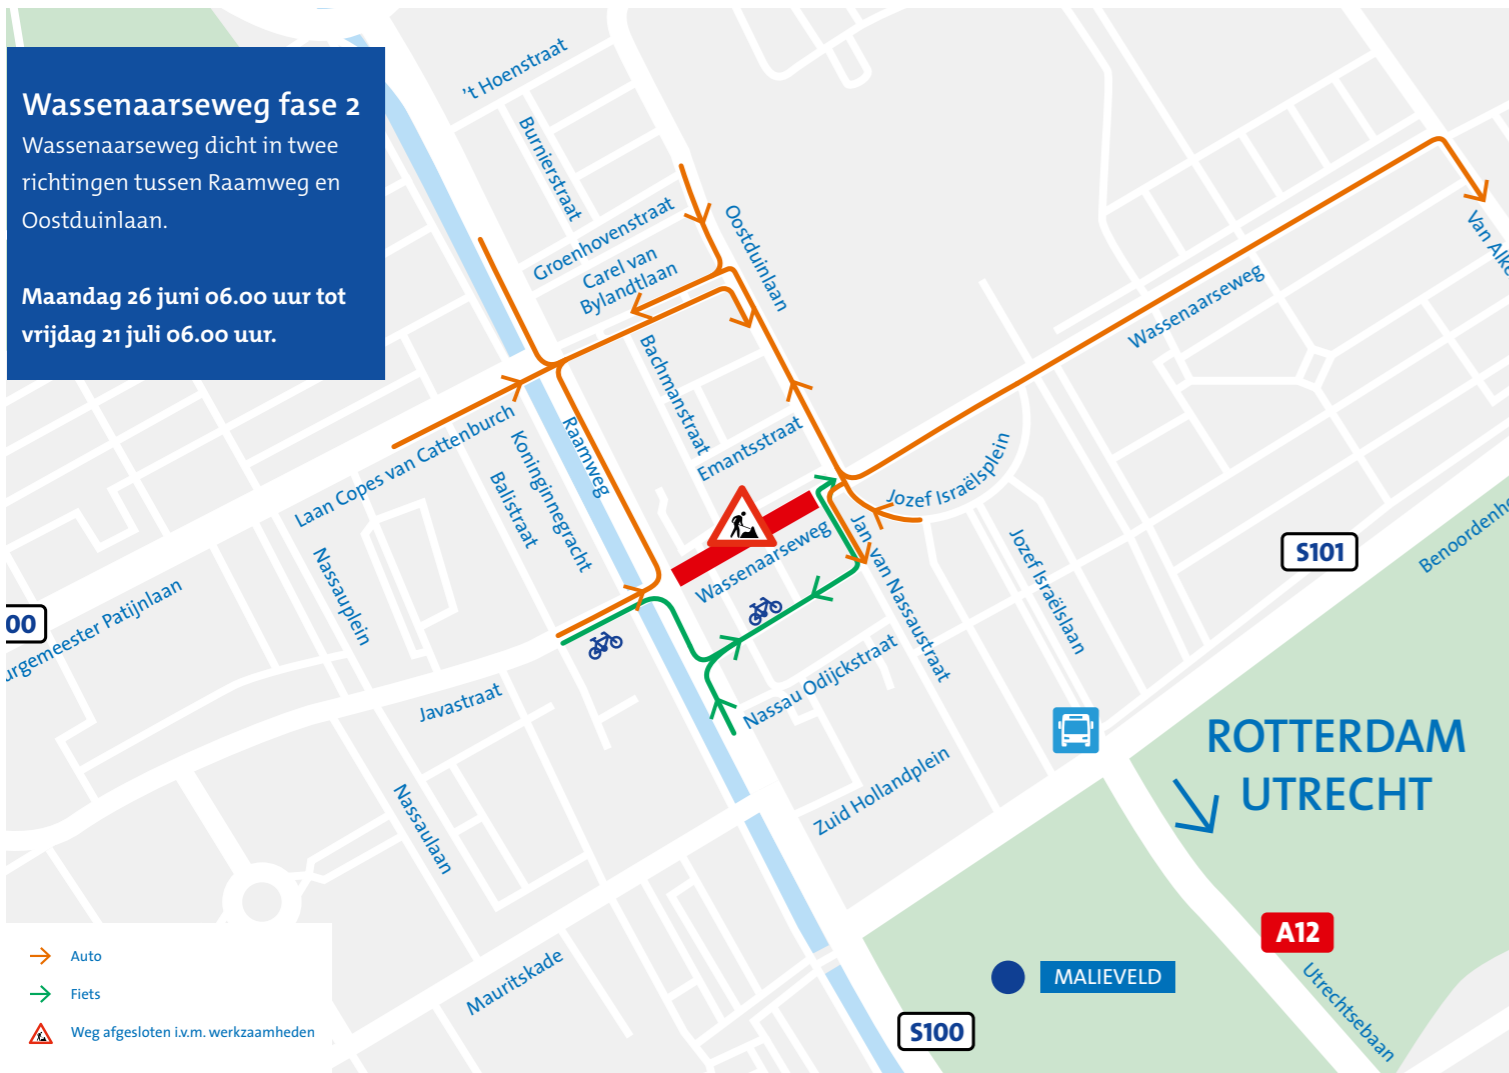 Wassenaarseweg fase 2
Wassenaarseweg dicht in twee
richtingen tussen Raamweg en
Oostduinlaan.
Maandag 26 juni 06.00 uur tot
vrijdag 21 juli 06.00 uur.
't Hoenstraat
Burnierstraat
Groenhovenstraat
Carel van
Bylandtlaan
Oostduinlaan
Van Alke
Wassenaarseweg
Bachmanstraat
Emantsstraat
Raamweg
Laan Copes van Cattenburch
Koninginnegracht
Balistraat
Jozef Israëlsplein
Wassenaarseweg
Jan van Nassaustraat
Jozef Israëlslaan
S101
Benoordenh
Nassauplein
00
urgemeester Patijnlaan
Javastraat
Nassau Odijckstraat
Zuid Hollandplein
Nassaulaan
ROTTERDAM
UTRECHT
A12
Utrechtsebaan
MALIEVELD
S100
Mauritskade
Auto
Fiets
Weg afgesloten i.v.m. werkzaamheden